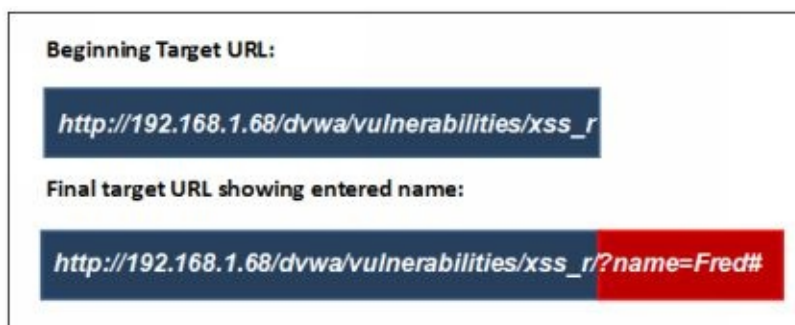 Beginning Target URL:
http://192.168.1.68/dvwa/vulnerabilities/xss_r
Final target URL showing entered name:
http://192.168.1.68/dvwa/vulnerabilities/xss_r/?name=Fred#